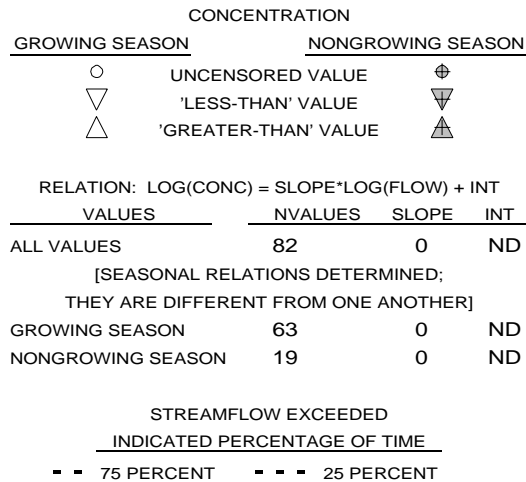 CONCENTRATION
GROWING SEASON NONGROWING SEASON
UNCENSORED VALUE
'LESS-THAN' VALUE
'GREATER-THAN' VALUE
RELATION: LOG(CONC) = SLOPE*LOG(FLOW) + INT
VALUES NVALUES SLOPE INT
ALL VALUES 82 0 ND
[SEASONAL RELATIONS DETERMINED;
THEY ARE DIFFERENT FROM ONE ANOTHER]
GROWING SEASON 63 0 ND
NONGROWING SEASON 19 0 ND
STREAMFLOW EXCEEDED
INDICATED PERCENTAGE OF TIME
75 PERCENT 25 PERCENT